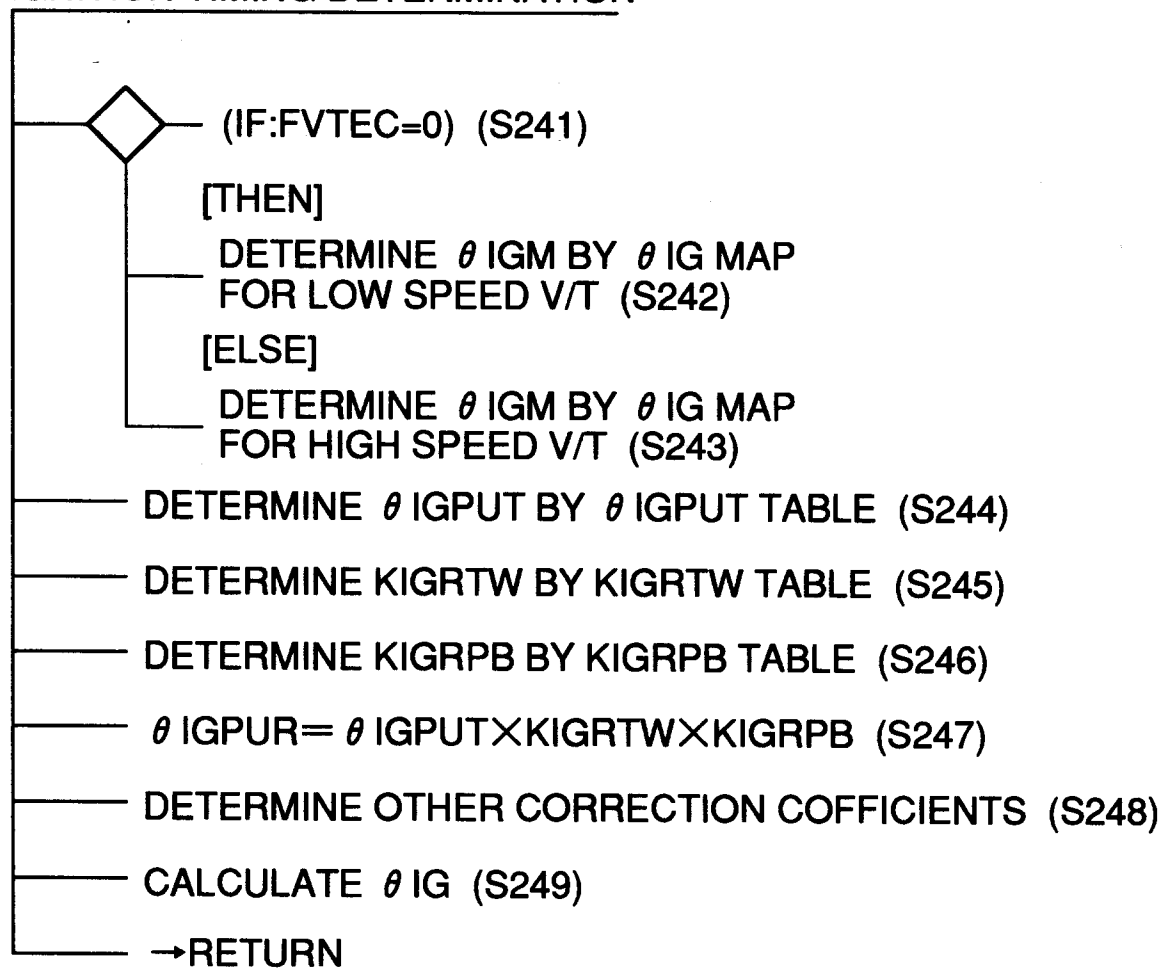 (IF:FVTEC=0) (S241)
[THEN]
DETERMINE θ IGM BY θ IG MAP
FOR LOW SPEED V/T (S242)
[ELSE]
DETERMINE θ IGM BY θ IG MAP
FOR HIGH SPEED V/T (S243)
DETERMINE θ IGPUT BY θ IGPUT TABLE (S244)
DETERMINE KIGRTW BY KIGRTW TABLE (S245)
DETERMINE KIGRPB BY KIGRPB TABLE (S246)
θ IGPUR= θ IGPUT×KIGRTW×KIGRPB (S247)
DETERMINE OTHER CORRECTION COFFICIENTS (S248)
CALCULATE θ IG (S249)
→RETURN